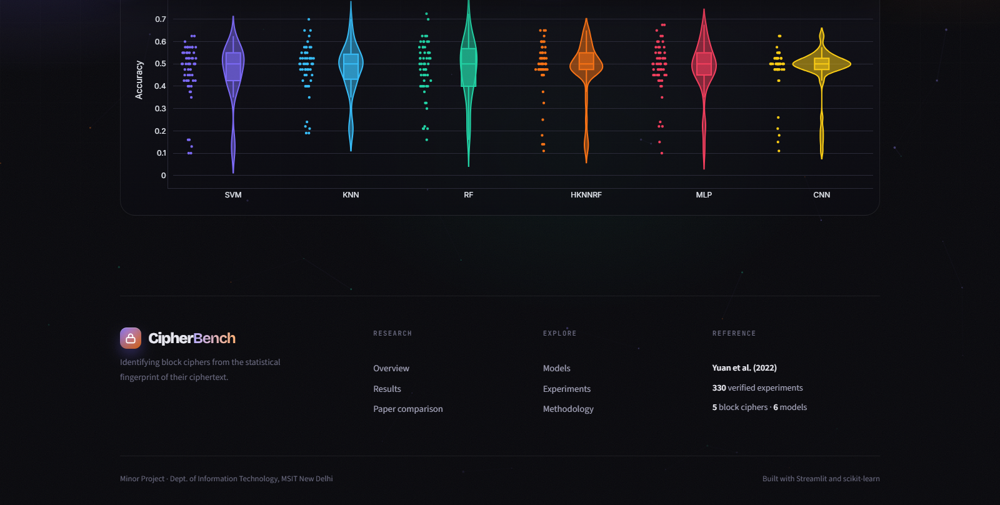 0.7
0.6
0.5
0.4
0.3
0.2
0.1
0
Accuracy
SVM KNN RF HKNNRF MLP CNN
CipherBench
Identifying block ciphers from the statistical
fingerprint of their ciphertext.
RESEARCH
Overview
Results
Paper comparison
EXPLORE
Models
Experiments
Methodology
REFERENCE
Yuan et al. (2022)
330 verified experiments
5 block ciphers · 6 models
Minor Project · Dept. of Information Technology, MSIT New Delhi
Built with Streamlit and scikit-learn